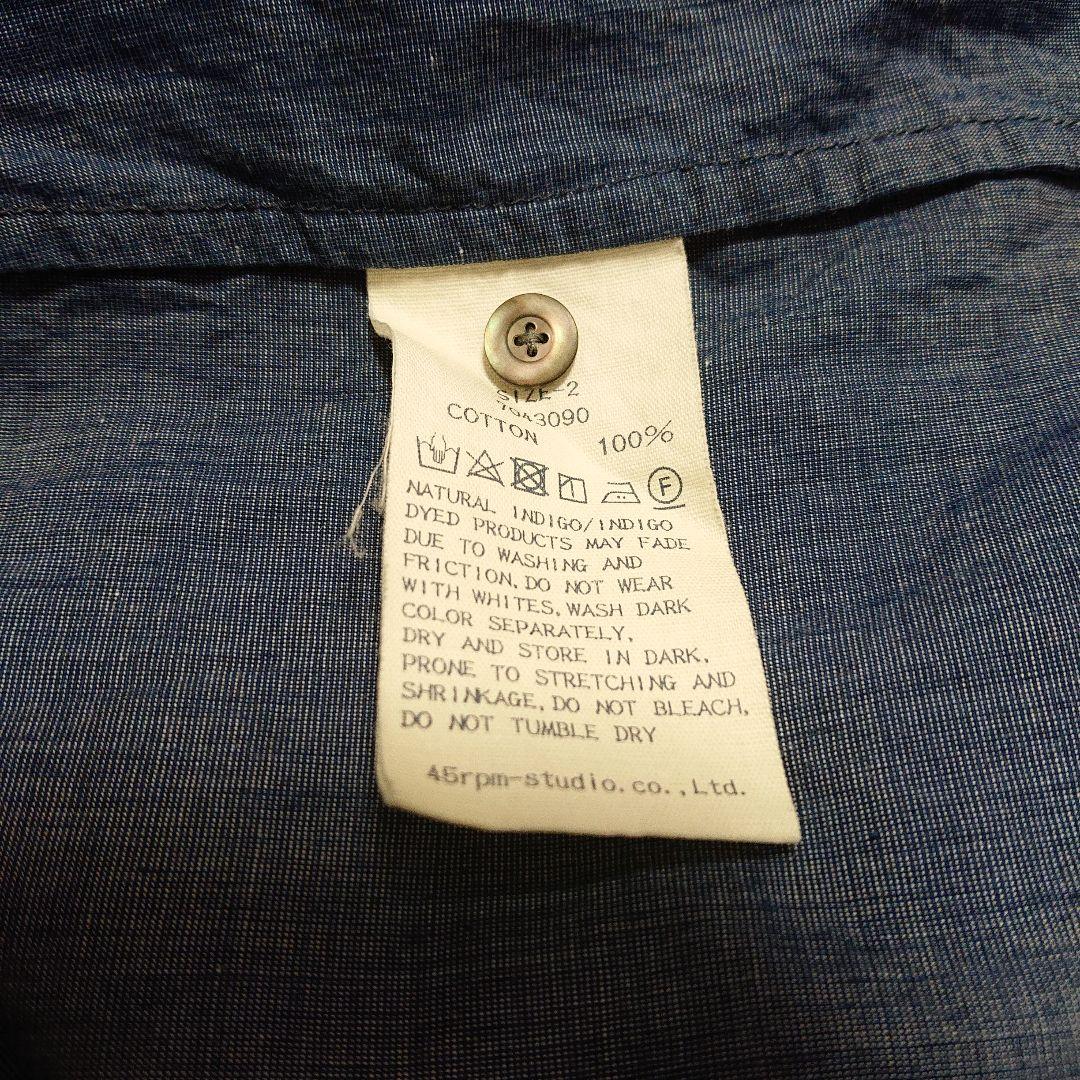 SIZE-2
COTTON 100%
F
NATURAL INDIGO/INDIGO
DYED PRODUCTS MAY FADE
DUE TO WASHING AND
FRICTION, DO NOT WEAR
WITH WHITES, WASH DARK
COLOR SEPARATELY,
DRY AND STORE IN DARK.
PRONE TO STRETCHING AND
SHRINKAGE, DO NOT BLEACH,
DO NOT TUMBLE DRY
45rpm-studio.co.,Ltd.